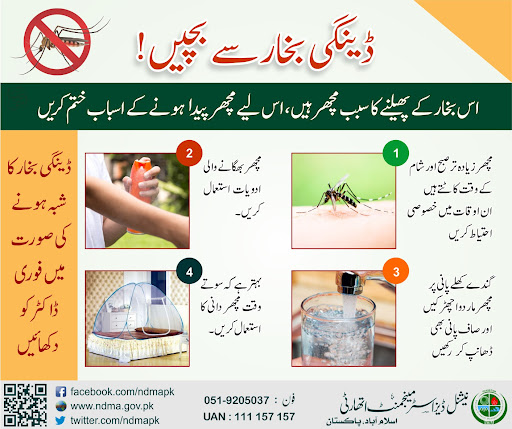 ڈینگی بخار سے بچیں!
اس بخار کے پھیلنے کا سبب مچھر ہیں، اس لیے مچھر پیدا ہونے کے اسباب ختم کریں
1
مچھر زیادہ تر صبح اور شام
کے وقت کاٹتے ہیں
ان اوقات میں خصوصی
احتیاط کریں
2
مچھر بھگانے والی
ادویات استعمال
کریں۔
3
گندے کھلے پانی پر
مچھر مار دوا چھڑکیں
اور صاف پانی بھی
ڈھانپ کر رکھیں
4
بہتر ہے کہ سوتے
وقت مچھر دانی کا
استعمال کریں۔
ڈینگی بخار کا
شبہ ہونے
کی صورت
میں فوری
ڈاکٹر کو
دکھائیں
facebook.com/ndmapk
www.ndma.gov.pk
twitter.com/ndmapk
فون : 051-9205037
UAN : 111 157 157
نیشنل ڈیزاسٹر مینجمنٹ اتھارٹی
اسلام آباد، پاکستان